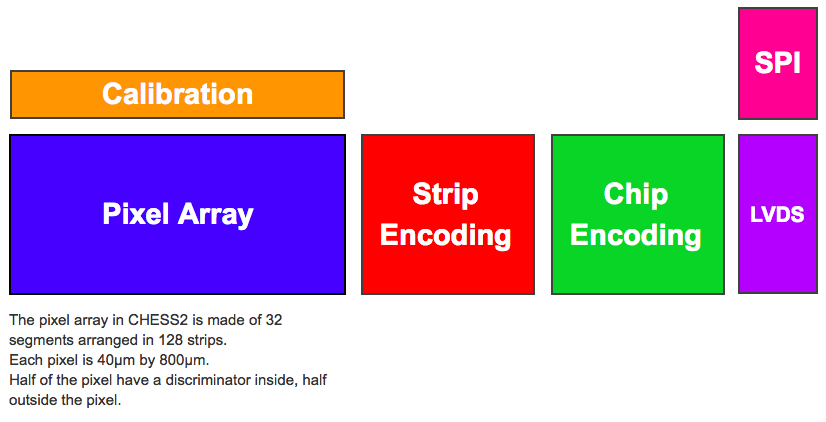 SPI
Calibration
Pixel Array
Strip
Encoding
Chip
Encoding
LVDS
The pixel array in CHESS2 is made of 32
segments arranged in 128 strips.
Each pixel is 40μm by 800μm.
Half of the pixel have a discriminator inside, half
outside the pixel.